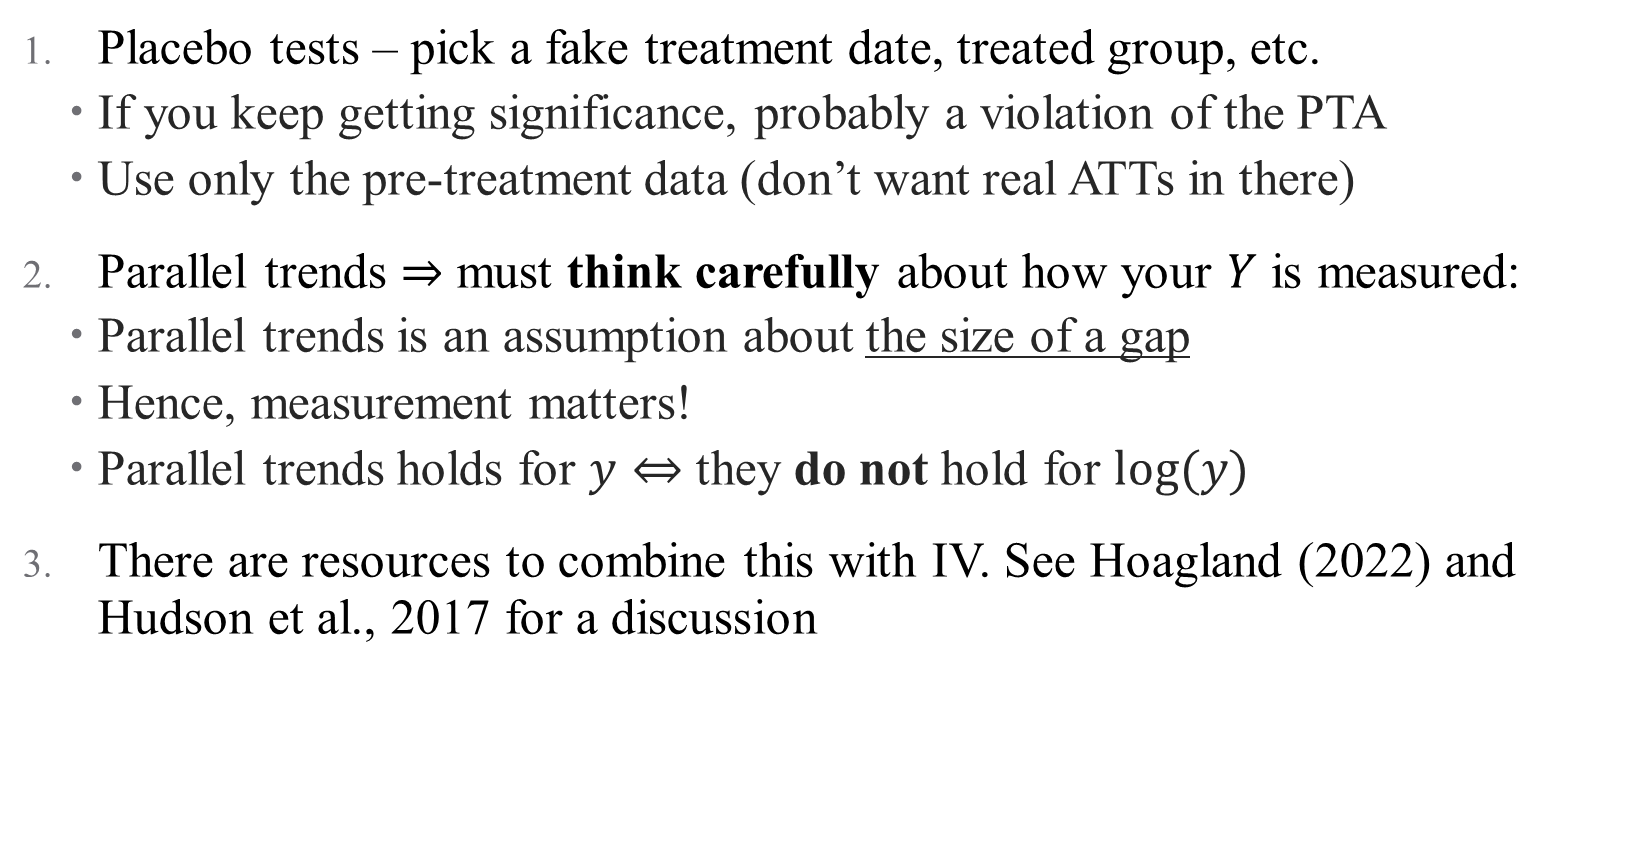 1. Placebo tests – pick a fake treatment date, treated group, etc.
• If you keep getting significance, probably a violation of the PTA
• Use only the pre-treatment data (don’t want real ATTs in there)
2. Parallel trends ⇒ must think carefully about how your Y is measured:
• Parallel trends is an assumption about the size of a gap
• Hence, measurement matters!
• Parallel trends holds for y ⇔ they do not hold for log(y)
3. There are resources to combine this with IV. See Hoagland (2022) and
Hudson et al., 2017 for a discussion